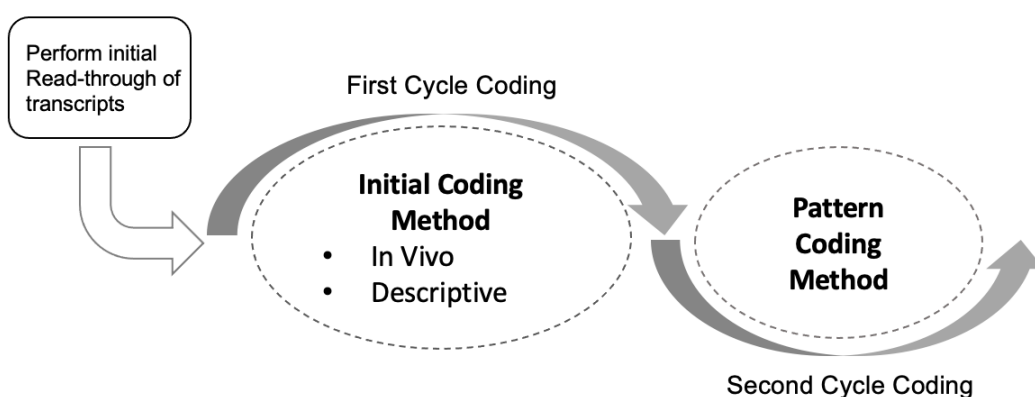 Perform initial
Read-through of
transcripts
First Cycle Coding
Initial Coding
Method
• In Vivo
• Descriptive
Pattern
Coding
Method
Second Cycle Coding